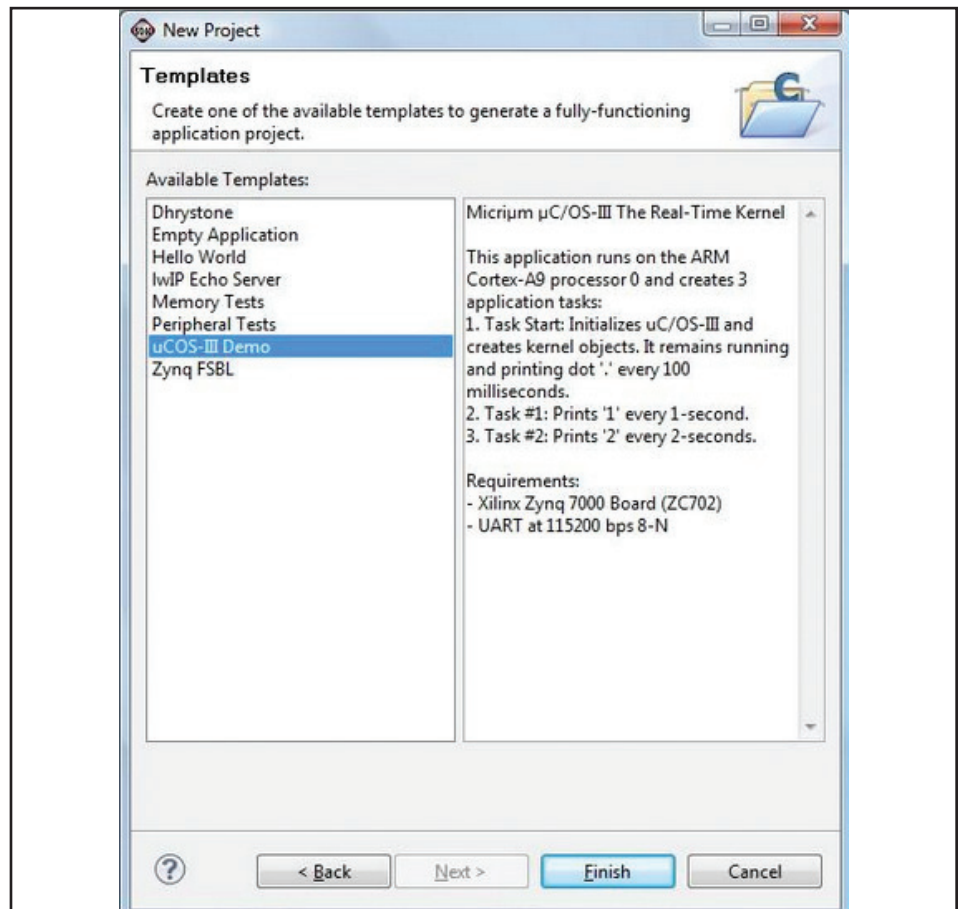 New Project
Templates
Create one of the available templates to generate a fully-functioning
application project.
Available Templates:
Dhrystone
Empty Application
Hello World
lwIP Echo Server
Memory Tests
Peripheral Tests
uCOS-III Demo
Zynq FSBL
Micriµm µC/OS-III The Real-Time Kernel
This application runs on the ARM
Cortex-A9 processor 0 and creates 3
application tasks:
1. Task Start: Initializes uC/OS-III and
creates kernel objects. It remains running
and printing dot '.' every 100
milliseconds.
2. Task #1: Prints '1' every 1-second.
3. Task #2: Prints '2' every 2-seconds.
Requirements:
- Xilinx Zynq 7000 Board (ZC702)
- UART at 115200 bps 8-N
< Back
Next >
Finish
Cancel